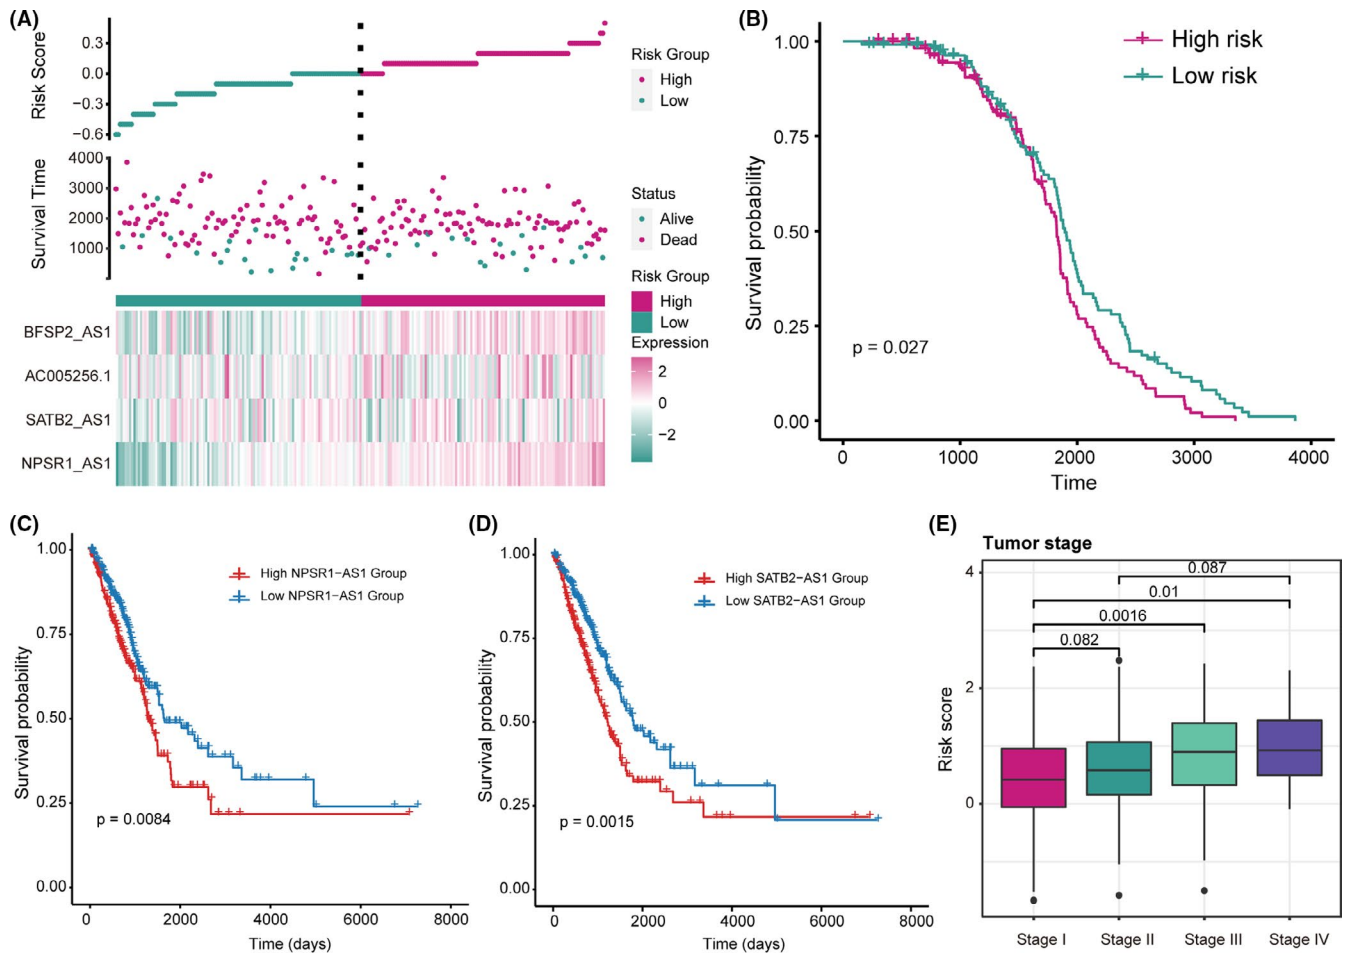 (A)
Risk Score
0.3
0.0
−0.3
−0.6
Risk Group
High
Low
Survival Time
4000
3000
2000
1000
Status
Alive
Dead
Risk Group
High
Low
BFSP2_AS1
AC005256.1
SATB2_AS1
NPSR1_AS1
Expression
2
0
−2
(B)
Survival probability
1.00
0.75
0.50
0.25
0.00
High risk
Low risk
p = 0.027
0 1000 2000 3000 4000
Time
(C)
Survival probability
1.00
0.75
0.50
0.25
0.00
High NPSR1−AS1 Group
Low NPSR1−AS1 Group
p = 0.0084
0 2000 4000 6000 8000
Time (days)
(D)
Survival probability
1.00
0.75
0.50
0.25
0.00
High SATB2−AS1 Group
Low SATB2−AS1 Group
p = 0.0015
0 2000 4000 6000 8000
Time (days)
(E)
Tumor stage
Risk score
4
2
0
0.087
0.01
0.0016
0.082
Stage I Stage II Stage III Stage IV